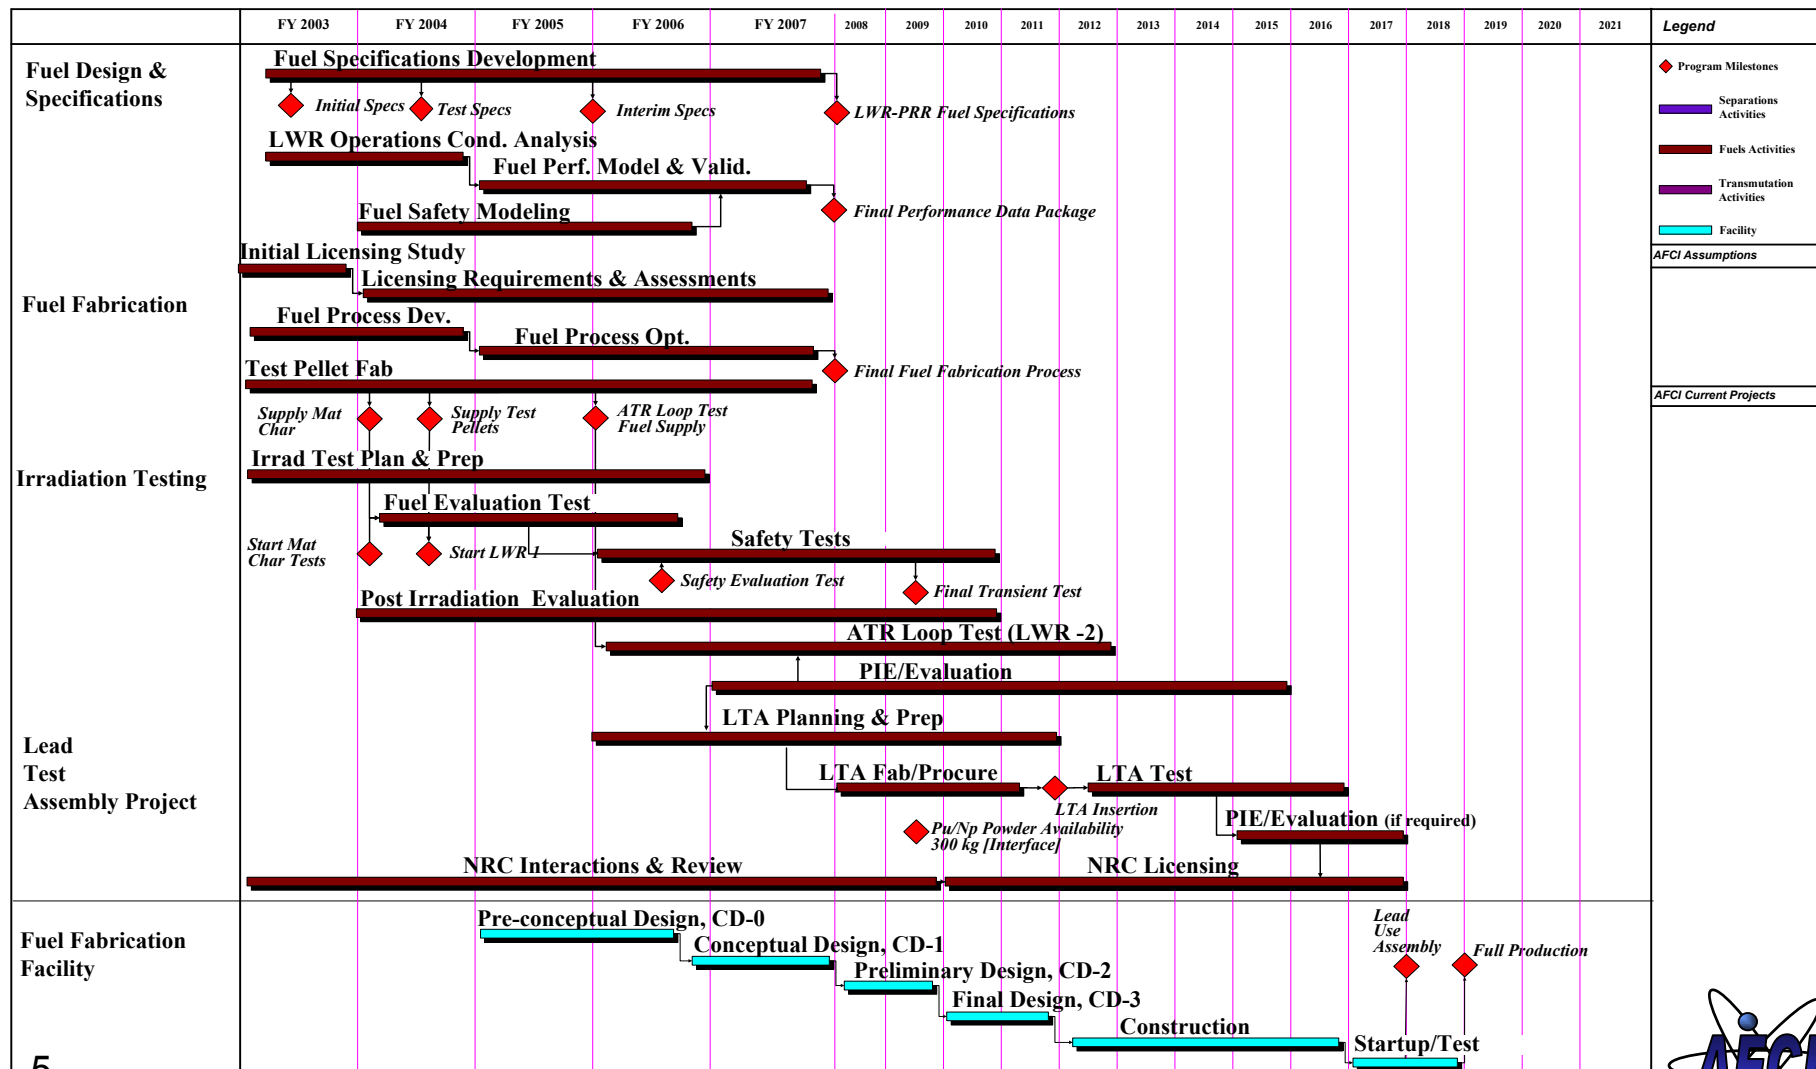 FY 2003 FY 2004 FY 2005 FY 2006 FY 2007 2008 2009 2010 2011 2012 2013 2014 2015 2016 2017 2018 2019 2020 2021
Legend
Program Milestones
Separations
Activities
Fuels Activities
Transmutation
Activities
Facility
AFCI Assumptions
AFCI Current Projects
Fuel Design &
Specifications
Fuel Specifications Development
Initial Specs
Test Specs
Interim Specs
LWR-PRR Fuel Specifications
LWR Operations Cond. Analysis
Fuel Perf. Model & Valid.
Fuel Safety Modeling
Final Performance Data Package
Initial Licensing Study
Licensing Requirements & Assessments
Fuel Fabrication
Fuel Process Dev.
Fuel Process Opt.
Final Fuel Fabrication Process
Test Pellet Fab
Supply Mat
Char
Supply Test
Pellets
ATR Loop Test
Fuel Supply
Irradiation Testing
Irrad Test Plan & Prep
Fuel Evaluation Test
Start Mat
Char Tests
Start LWR 1
Safety Tests
Safety Evaluation Test
Final Transient Test
Post Irradiation Evaluation
ATR Loop Test (LWR -2)
PIE/Evaluation
Lead
Test
Assembly Project
LTA Planning & Prep
LTA Fab/Procure
LTA Insertion
LTA Test
Pu/Np Powder Availability
300 kg [Interface]
PIE/Evaluation (if required)
NRC Interactions & Review
NRC Licensing
Fuel Fabrication
Facility
Pre-conceptual Design, CD-0
Conceptual Design, CD-1
Preliminary Design, CD-2
Final Design, CD-3
Construction
Startup/Test
Lead
Use
Assembly
Full Production
5
AFCI